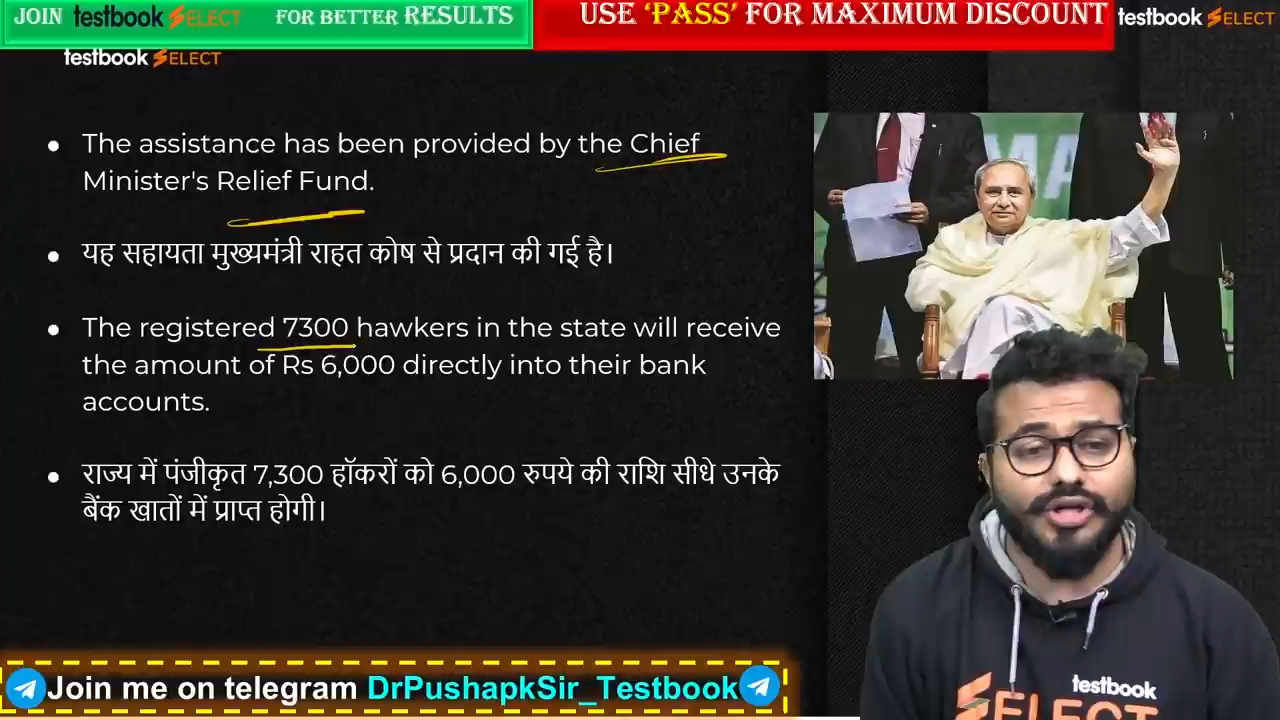 JOIN testbook SELECT FOR BETTER RESULTS
USE ‘PASS’ FOR MAXIMUM DISCOUNT
testbook SELECT
testbook SELECT
The assistance has been provided by the Chief
Minister's Relief Fund.
यह सहायता मुख्यमंत्री राहत कोष से प्रदान की गई है।
The registered 7300 hawkers in the state will receive
the amount of Rs 6,000 directly into their bank
accounts.
राज्य में पंजीकृत 7,300 हॉकरों को 6,000 रुपये की राशि सीधे उनके
बैंक खातों में प्राप्त होगी।
MA
testbook
SELECT
Join me on telegram DrPushapkSir_Testbook